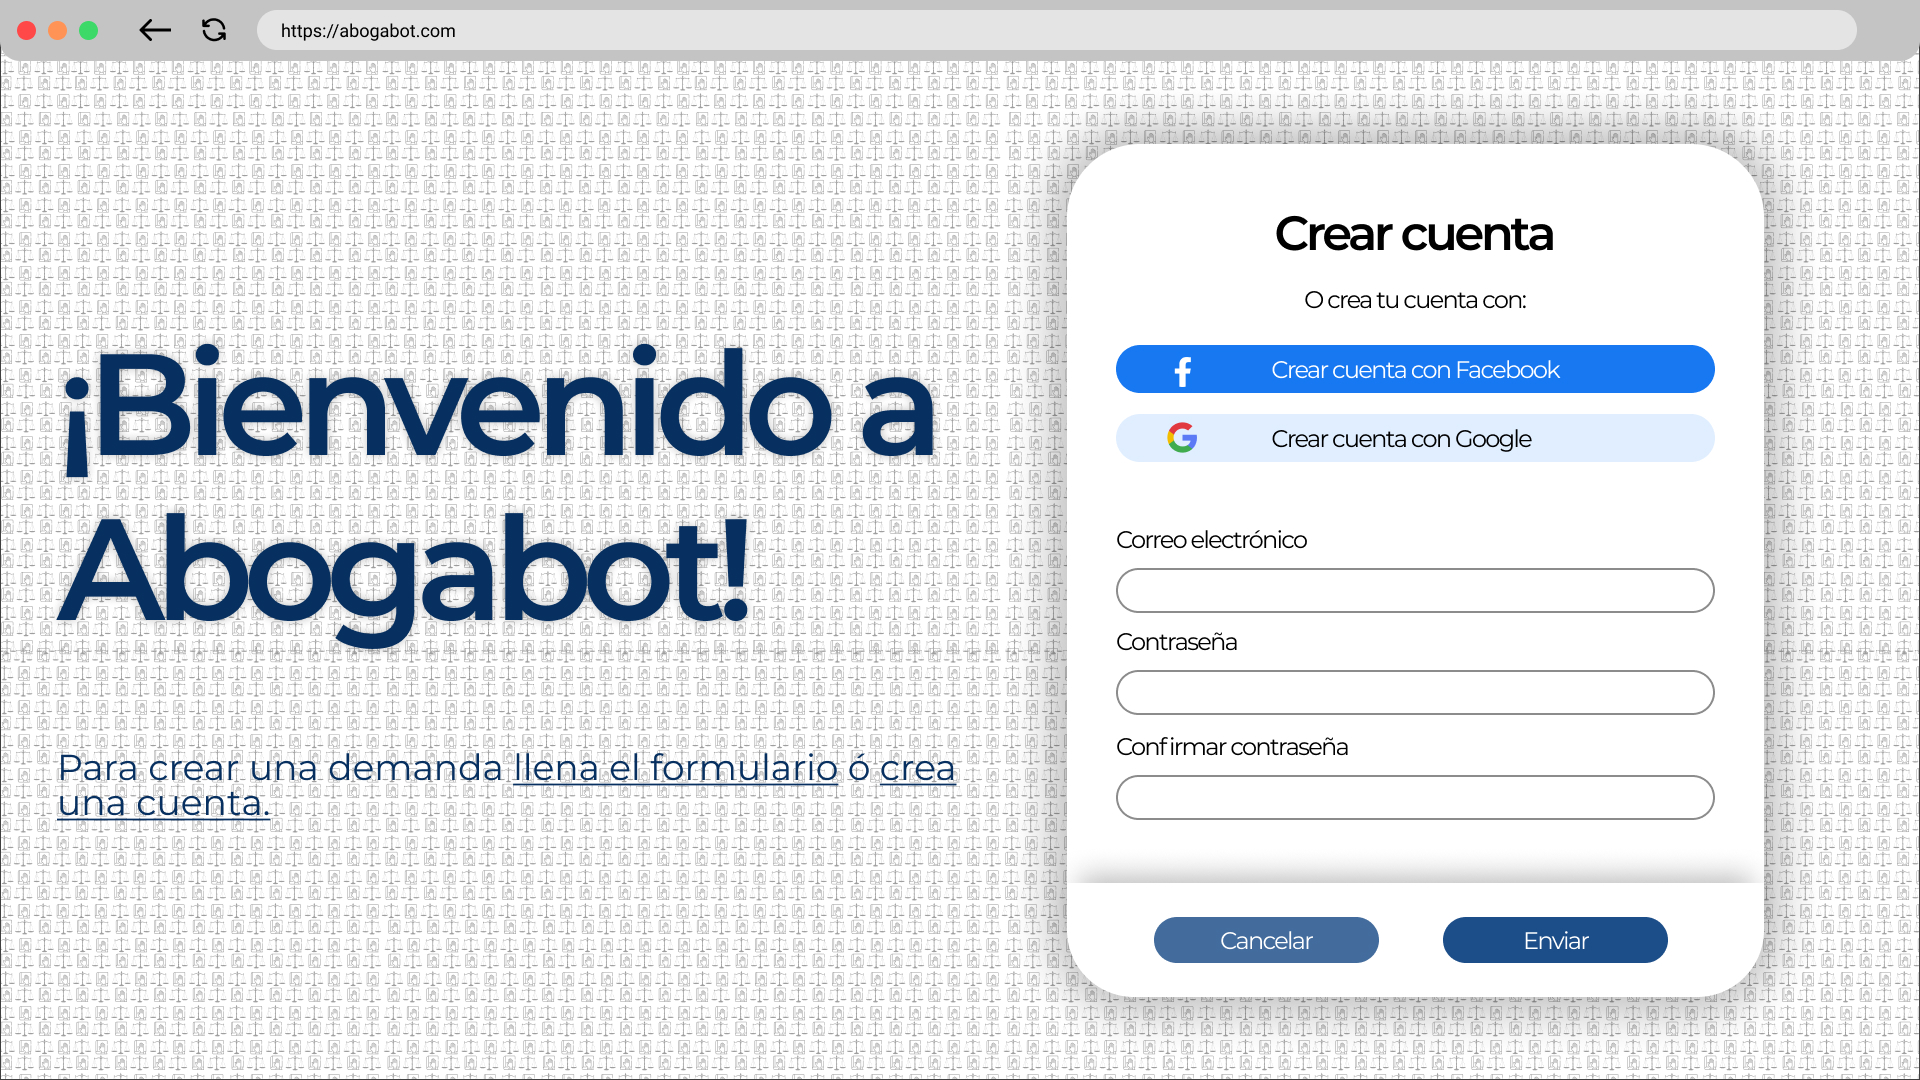 https://abogabot.com
¡Bienvenido a
Abogabot!
Para crear una demanda llena el formulario ó crea
una cuenta.
Crear cuenta
O crea tu cuenta con:
Crear cuenta con Facebook
Crear cuenta con Google
Correo electrónico
Contraseña
Confirmar contraseña
Cancelar
Enviar